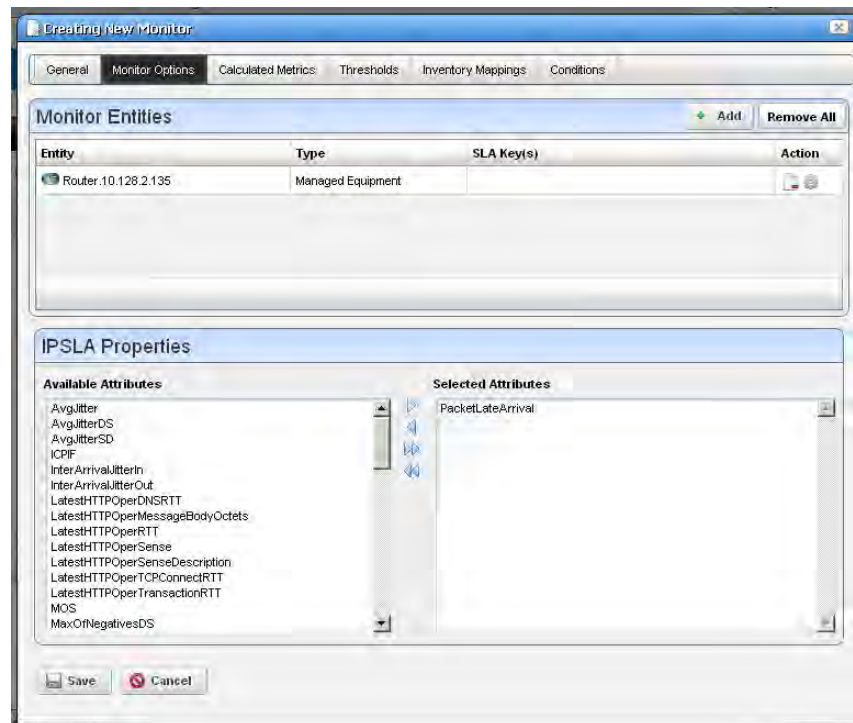 Creating New Monitor
General Monitor Options Calculated Metrics Thresholds Inventory Mappings Conditions
Monitor Entities
Add Remove All
Entity Type SLA Key(s) Action
Router.10.128.2.135 Managed Equipment
IPSLA Properties
Available Attributes
AvgJitter
AvgJitterDS
AvgJitterSD
ICPIF
InterArrivalJitterIn
InterArrivalJitterOut
LatestHTTPOperDNSRTT
LatestHTTPOperMessageBodyOctets
LatestHTTPOperRTT
LatestHTTPOperSense
LatestHTTPOperSenseDescription
LatestHTTPOperTCPConnectRTT
LatestHTTPOperTransactionRTT
MOS
MaxOfNegativesDS
Selected Attributes
PacketLateArrival
Save Cancel